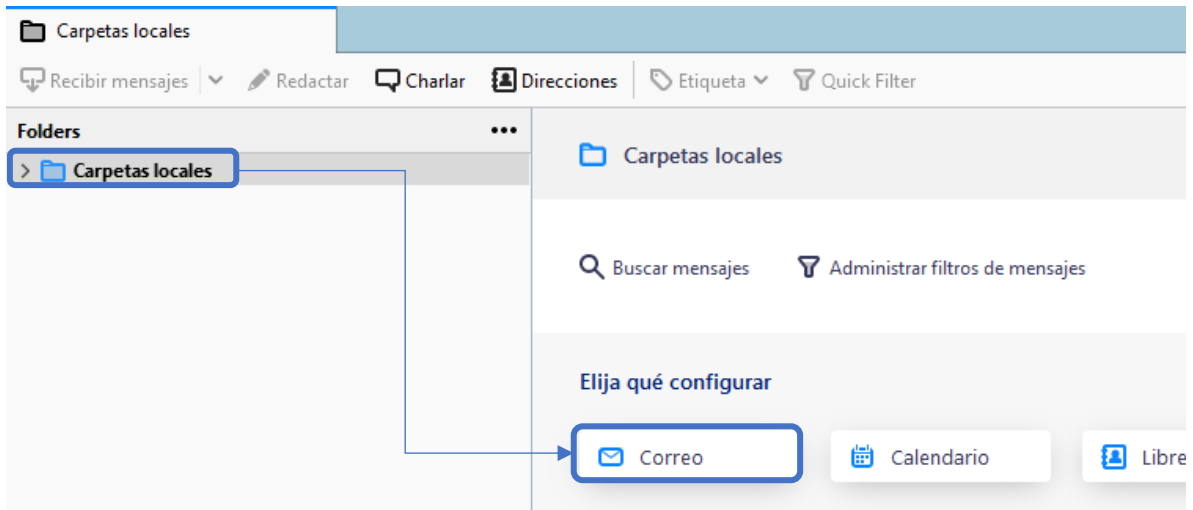 Carpetas locales
Recibir mensajes Redactar Charlar Direcciones Etiqueta Quick Filter
Folders
Carpetas locales
Carpetas locales
Buscar mensajes Administrar filtros de mensajes
Elija qué configurar
Correo Calendario Libre